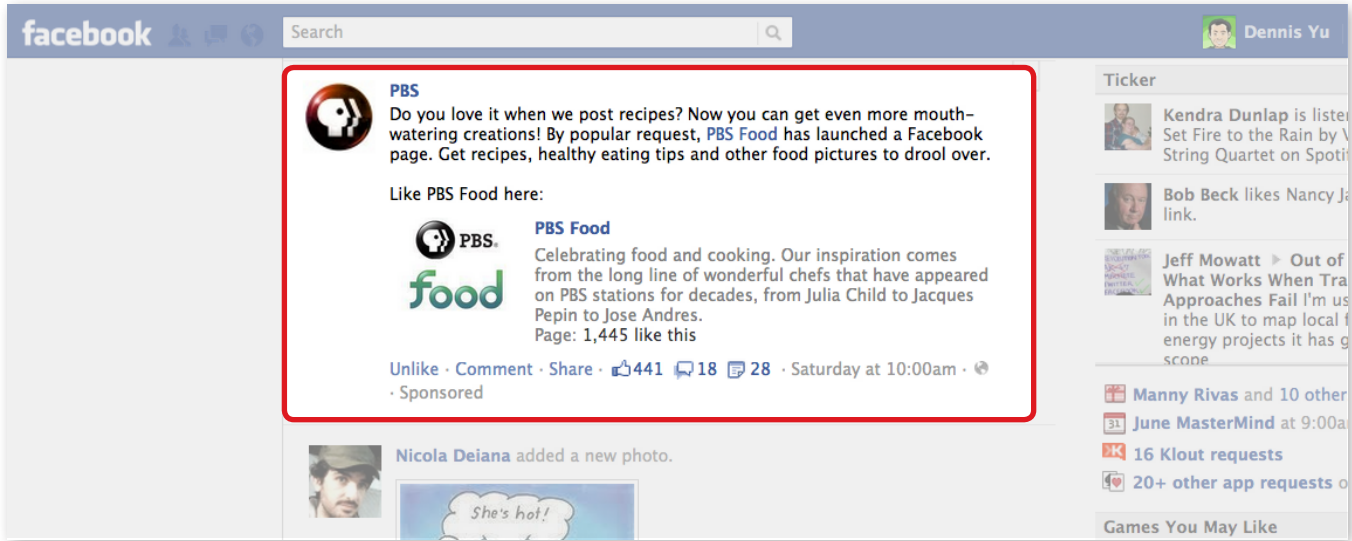 facebook
Search
Dennis Yu
PBS
Do you love it when we post recipes? Now you can get even more mouth-
watering creations! By popular request, PBS Food has launched a Facebook
page. Get recipes, healthy eating tips and other food pictures to drool over.
Like PBS Food here:
PBS.
food
PBS Food
Celebrating food and cooking. Our inspiration comes
from the long line of wonderful chefs that have appeared
on PBS stations for decades, from Julia Child to Jacques
Pepin to Jose Andres.
Page: 1,445 like this
Unlike · Comment · Share · 441 18 28 · Saturday at 10:00am ·
· Sponsored
Nicola Deiana added a new photo.
She's hot!
Ticker
Kendra Dunlap is
Set Fire to the Rain by
String Quartet on
Bob Beck likes Nancy
link.
Jeff Mowatt ▸ Out of
What Works When
Approaches Fail I'm
in the UK to map local
energy projects it has
scope
Manny Rivas and 10 other
31 June MasterMind at
16 Klout requests
20+ other app requests
Games You May Like